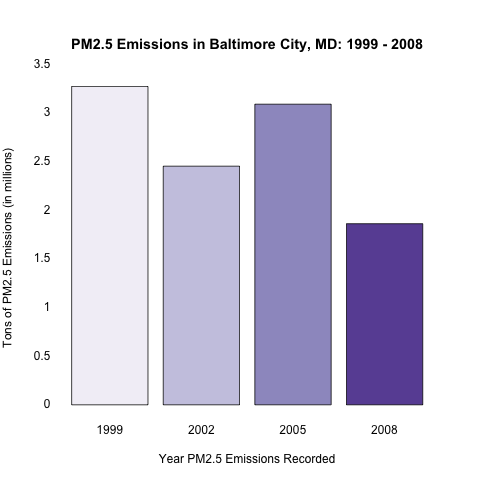 PM2.5 Emissions in Baltimore City, MD: 1999 - 2008
Tons of PM2.5 Emissions (in millions)
3.5
3
2.5
2
1.5
1
0.5
0
1999 2002 2005 2008
Year PM2.5 Emissions Recorded